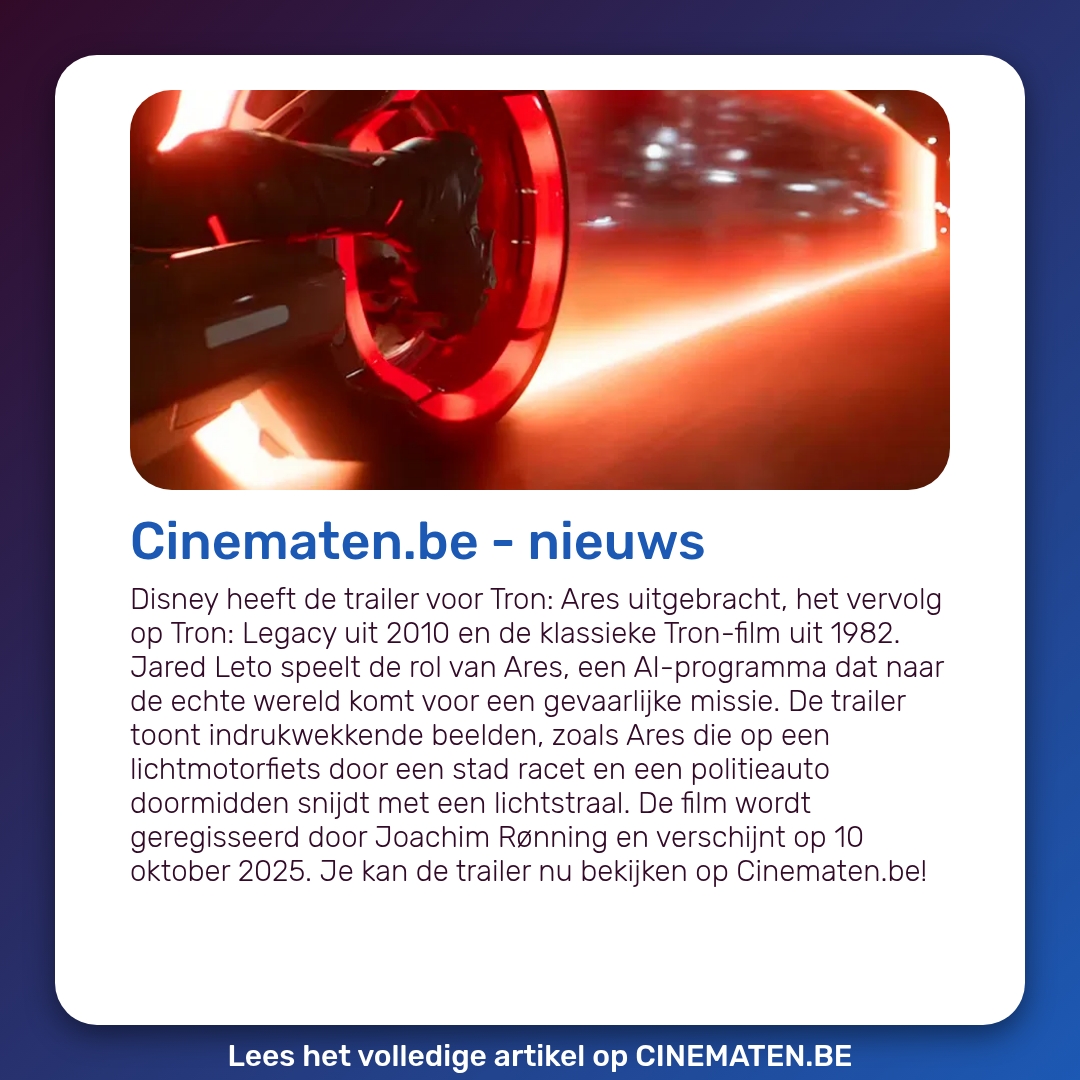 Cinematen.be - nieuws
Disney heeft de trailer voor Tron: Ares uitgebracht, het vervolg
op Tron: Legacy uit 2010 en de klassieke Tron-film uit 1982.
Jared Leto speelt de rol van Ares, een AI-programma dat naar
de echte wereld komt voor een gevaarlijke missie. De trailer
toont indrukwekkende beelden, zoals Ares die op een
lichtmotorfiets door een stad racet en een politieauto
doormidden snijdt met een lichtstraal. De film wordt
geregisseerd door Joachim Rønning en verschijnt op 10
oktober 2025. Je kan de trailer nu bekijken op Cinematen.be!
Lees het volledige artikel op CINEMATEN.BE